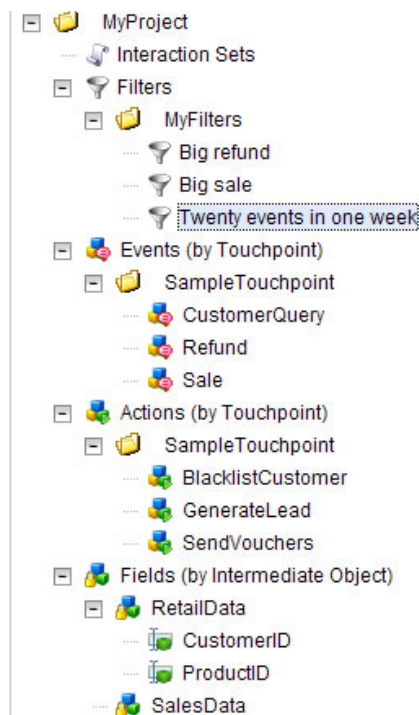 MyProject
Interaction Sets
Filters
MyFilters
Big refund
Big sale
Twenty events in one week
Events (by Touchpoint)
SampleTouchpoint
CustomerQuery
Refund
Sale
Actions (by Touchpoint)
SampleTouchpoint
BlacklistCustomer
GenerateLead
SendVouchers
Fields (by Intermediate Object)
RetailData
CustomerID
ProductID
SalesData